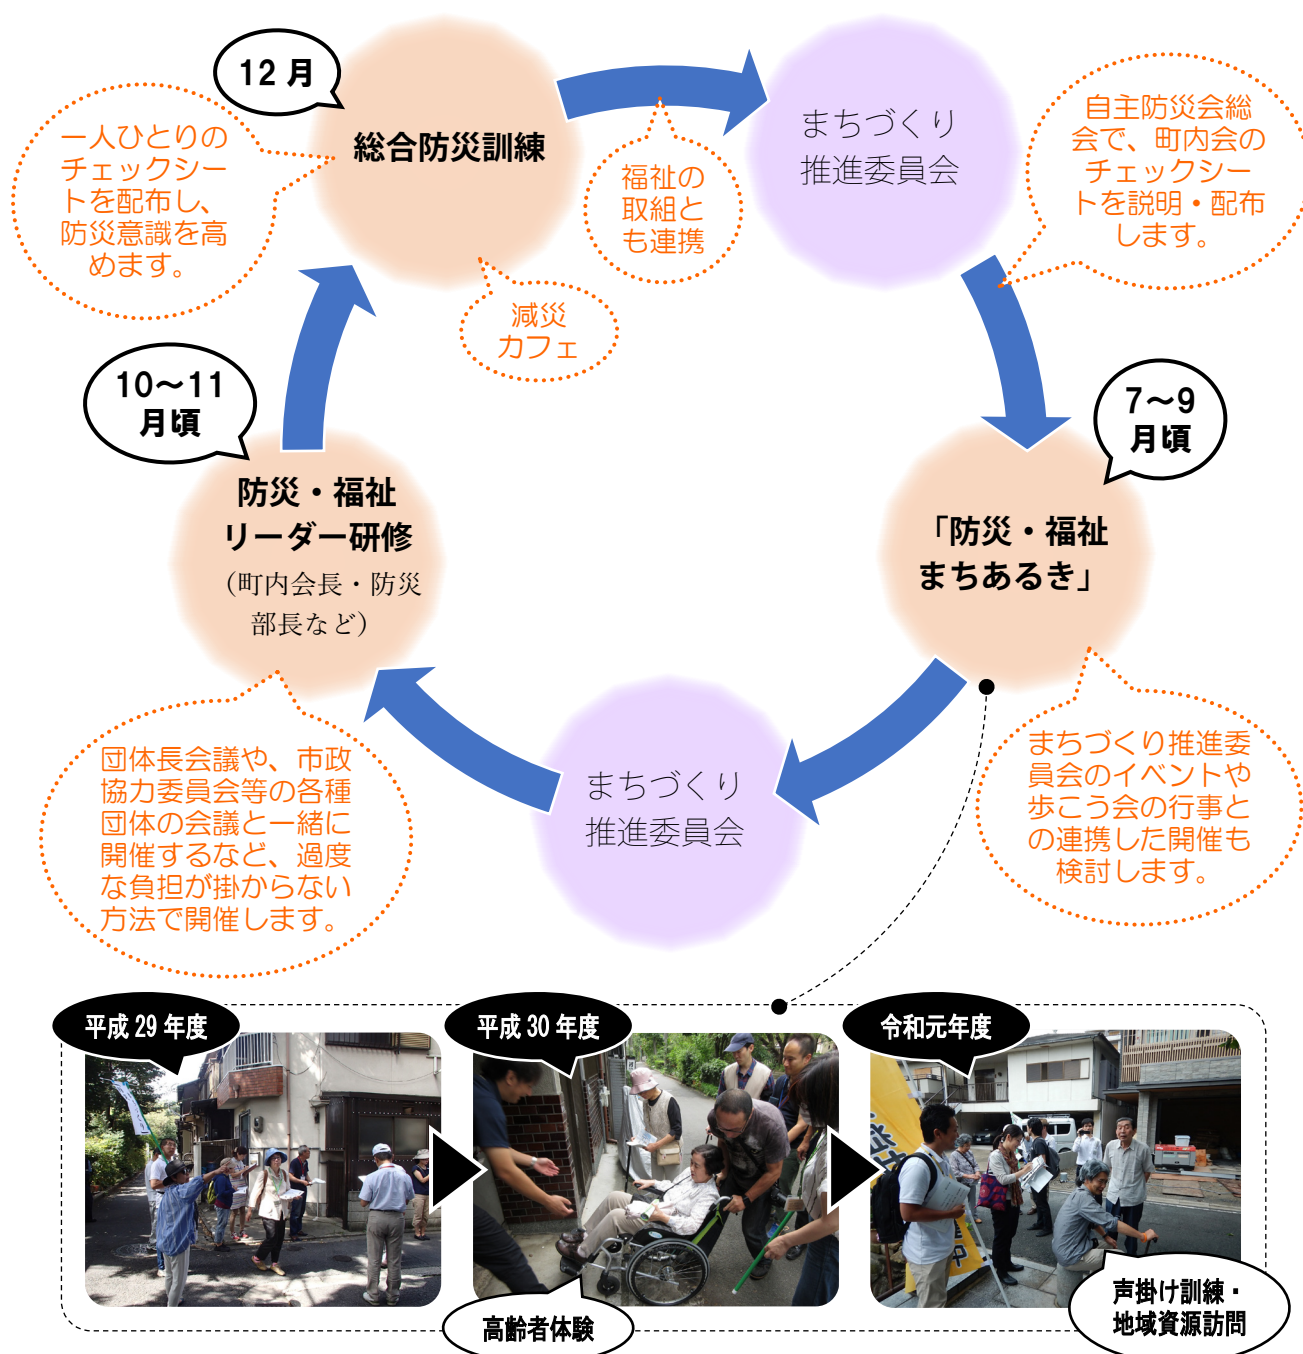 12 月
総合防災訓練
一人ひとりの
チェックシー
トを配布し、
防災意識を高
めます。
福祉の
取組と
も連携
減災
カフェ
まちづくり
推進委員会
自主防災会総
会で、町内会の
チェックシー
トを説明・配布
します。
7～9
月頃
「防災・福祉
まちあるき」
まちづくり推進委
員会のイベントや
歩こう会の行事と
の連携した開催も
検討します。
まちづくり
推進委員会
10～11
月頃
防災・福祉
リーダー研修
（町内会長・防災
部長など）
団体長会議や、市政
協力委員会等の各種
団体の会議と一緒に
開催するなど、過度
な負担が掛からない
方法で開催します。
平成 29 年度
平成 30 年度
高齢者体験
令和元年度
声掛け訓練・
地域資源訪問